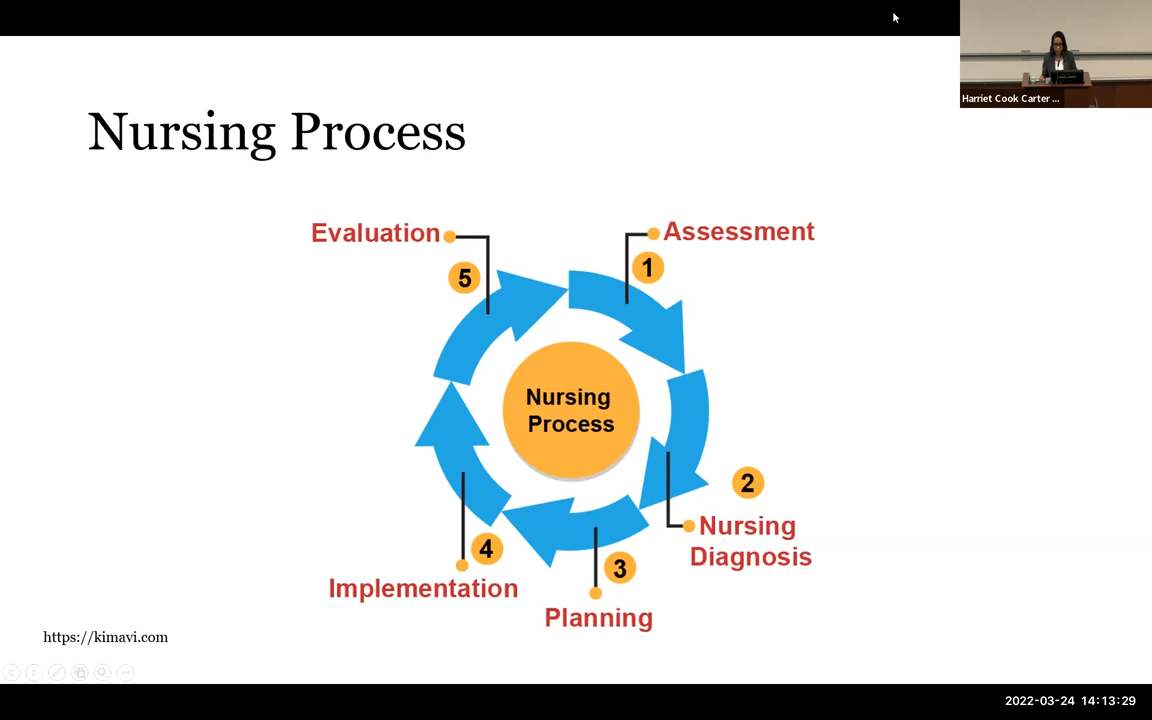 Harriet Cook Carter ...
Nursing Process
Evaluation
Assessment
5
1
Nursing
Process
2
Nursing
Diagnosis
4
3
Implementation
Planning
https://kimavi.com
2022-03-24 14:13:29